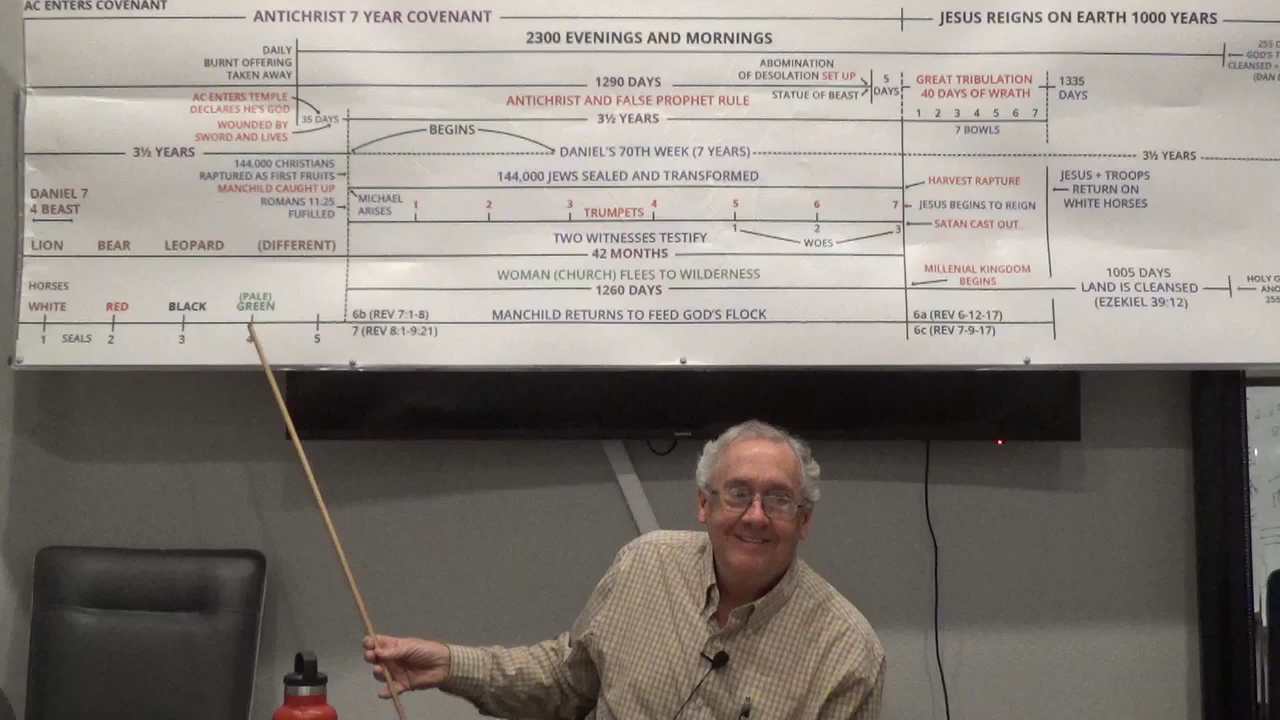 AC ENTERS COVENANT
ANTICHRIST 7 YEAR COVENANT
JESUS REIGNS ON EARTH 1000 YEARS
2300 EVENINGS AND MORNINGS
DAILY
BURNT OFFERING
TAKEN AWAY
ABOMINATION
OF DESOLATION SET UP
STATUE OF BEAST
5
DAYS
GREAT TRIBULATION
40 DAYS OF WRATH
1335
DAYS
255
GOD'S
CLEANSED
(DAN
1290 DAYS
AC ENTERS TEMPLE
DECLARES HE'S GOD
WOUNDED BY
SWORD AND LIVES
35 DAYS
ANTICHRIST AND FALSE PROPHET RULE
3½ YEARS
1 2 3 4 5 6 7
7 BOWLS
BEGINS
3½ YEARS
DANIEL'S 70TH WEEK (7 YEARS)
3½ YEARS
144,000 CHRISTIANS
RAPTURED AS FIRST FRUITS
MANCHILD CAUGHT UP
ROMANS 11:25
FUFILLED
144,000 JEWS SEALED AND TRANSFORMED
HARVEST RAPTURE
JESUS + TROOPS
RETURN ON
WHITE HORSES
DANIEL 7
4 BEAST
MICHAEL
ARISES
1 2 3 4 5 6 7
TRUMPETS
JESUS BEGINS TO REIGN
SATAN CAST OUT
1 2 3
WOES
LION BEAR LEOPARD (DIFFERENT)
TWO WITNESSES TESTIFY
42 MONTHS
WOMAN (CHURCH) FLEES TO WILDERNESS
1260 DAYS
MILLENIAL KINGDOM
BEGINS
1005 DAYS
LAND IS CLEANSED
(EZEKIEL 39:12)
HOLY
255
HORSES
WHITE RED BLACK (PALE)
GREEN
6b (REV 7:1-8)
MANCHILD RETURNS TO FEED GOD'S FLOCK
6a (REV 6-12-17)
1 SEALS 2 3 4 5
7 (REV 8:1-9:21)
6c (REV 7-9-17)